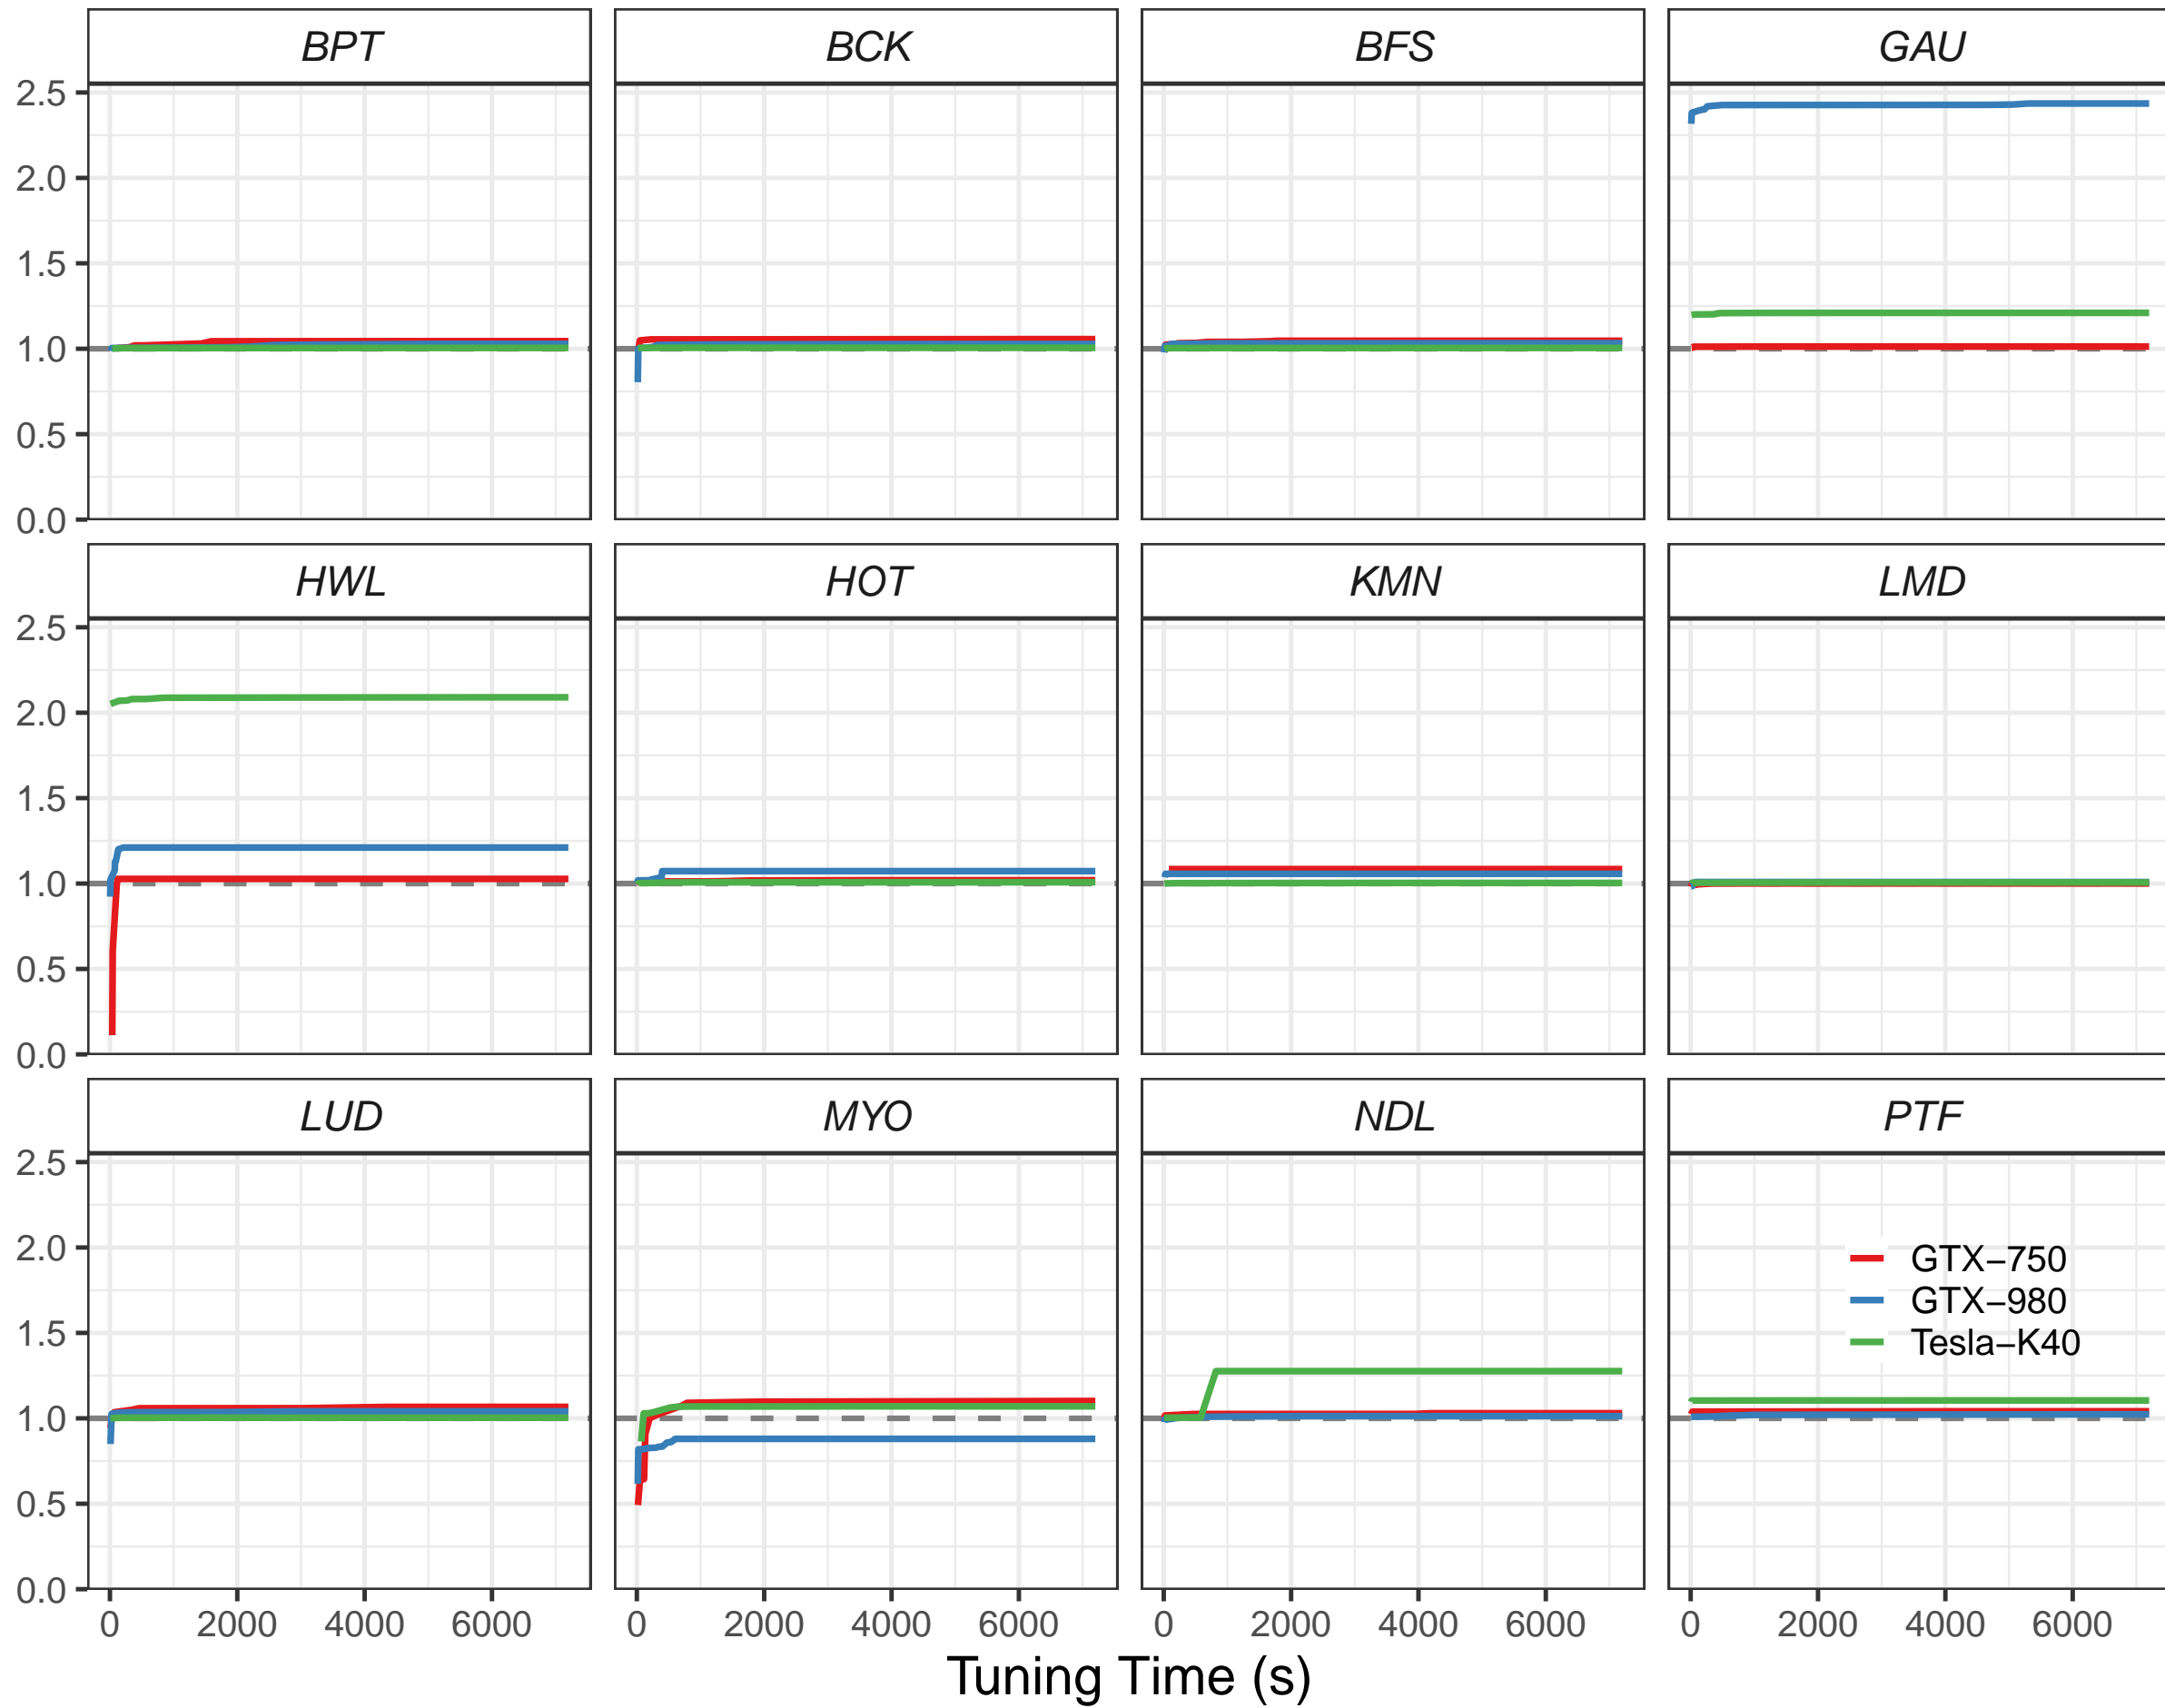 BPT BCK BFS GAU
2.5
2.0
1.5
1.0
0.5
0.0
HWL HOT KMN LMD
2.5
2.0
1.5
1.0
0.5
0.0
LUD MYO NDL PTF
2.5
2.0
1.5
1.0
0.5
0.0
GTX−750
GTX−980
Tesla−K40
0 2000 4000 6000 0 2000 4000 6000 0 2000 4000 6000 0 2000 4000 6000
Tuning Time (s)